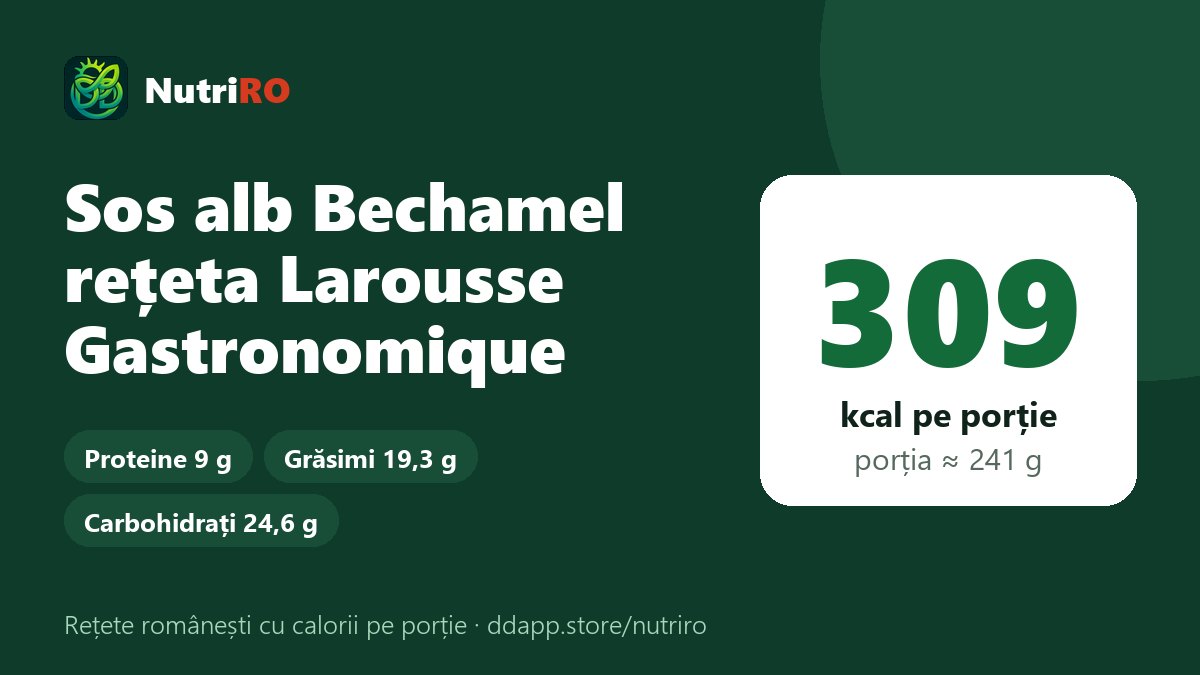 NutriRO
Sos alb Bechamel
rețeta Larousse
Gastronomique
Proteine 9 g
Grăsimi 19,3 g
Carbohidrați 24,6 g
309
kcal pe porție
porția ≈ 241 g
Rețete românești cu calorii pe porție · ddapp.store/nutriro